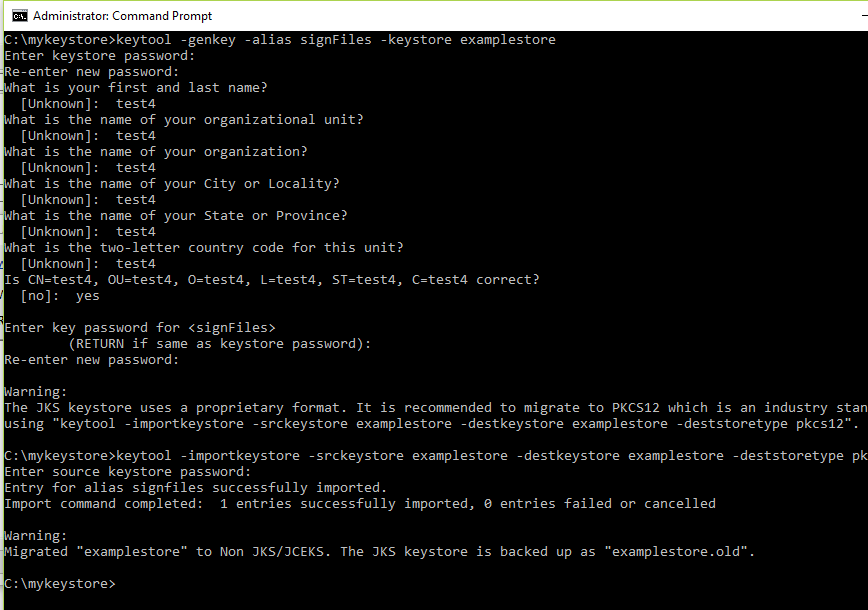 Administrator: Command Prompt
C:\mykeystore>keytool -genkey -alias signFiles -keystore examplestore
Enter keystore password:
Re-enter new password:
What is your first and last name?
  [Unknown]:  test4
What is the name of your organizational unit?
  [Unknown]:  test4
What is the name of your organization?
  [Unknown]:  test4
What is the name of your City or Locality?
  [Unknown]:  test4
What is the name of your State or Province?
  [Unknown]:  test4
What is the two-letter country code for this unit?
  [Unknown]:  test4
Is CN=test4, OU=test4, O=test4, L=test4, ST=test4, C=test4 correct?
  [no]:  yes
Enter key password for <signFiles>
        (RETURN if same as keystore password):
Re-enter new password:
Warning:
The JKS keystore uses a proprietary format. It is recommended to migrate to PKCS12 which is an industry stan
using "keytool -importkeystore -srckeystore examplestore -destkeystore examplestore -deststoretype pkcs12".
C:\mykeystore>keytool -importkeystore -srckeystore examplestore -destkeystore examplestore -deststoretype pk
Enter source keystore password:
Entry for alias signfiles successfully imported.
Import command completed:  1 entries successfully imported, 0 entries failed or cancelled
Warning:
Migrated "examplestore" to Non JKS/JCEKS. The JKS keystore is backed up as "examplestore.old".
C:\mykeystore>